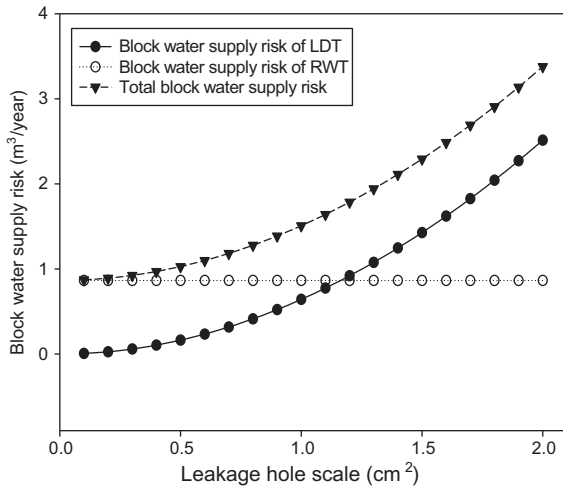 4
3
2
1
0
Block water supply risk (m³/year)
Block water supply risk of LDT
Block water supply risk of RWT
Total block water supply risk
0.0 0.5 1.0 1.5 2.0
Leakage hole scale (cm²)